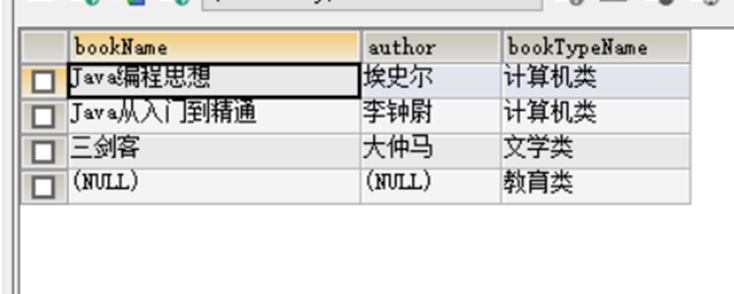 bookName author bookTypeName
Java编程思想 埃史尔 计算机类
Java从入门到精通 李钟尉 计算机类
三剑客 大仲马 文学类
(NULL) (NULL) 教育类